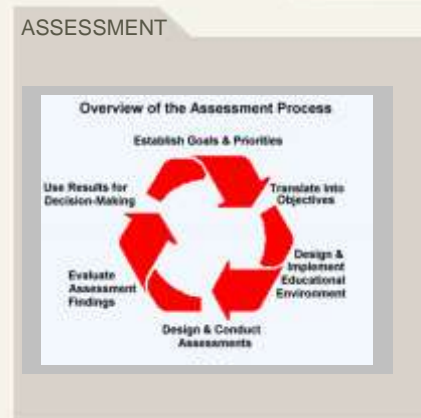 ASSESSMENT
Overview of the Assessment Process
Establish Goals & Priorities
Translate Into
Objectives
Design &
Implement
Educational
Environment
Design & Conduct
Assessments
Evaluate
Assessment
Findings
Use Results for
Decision-Making